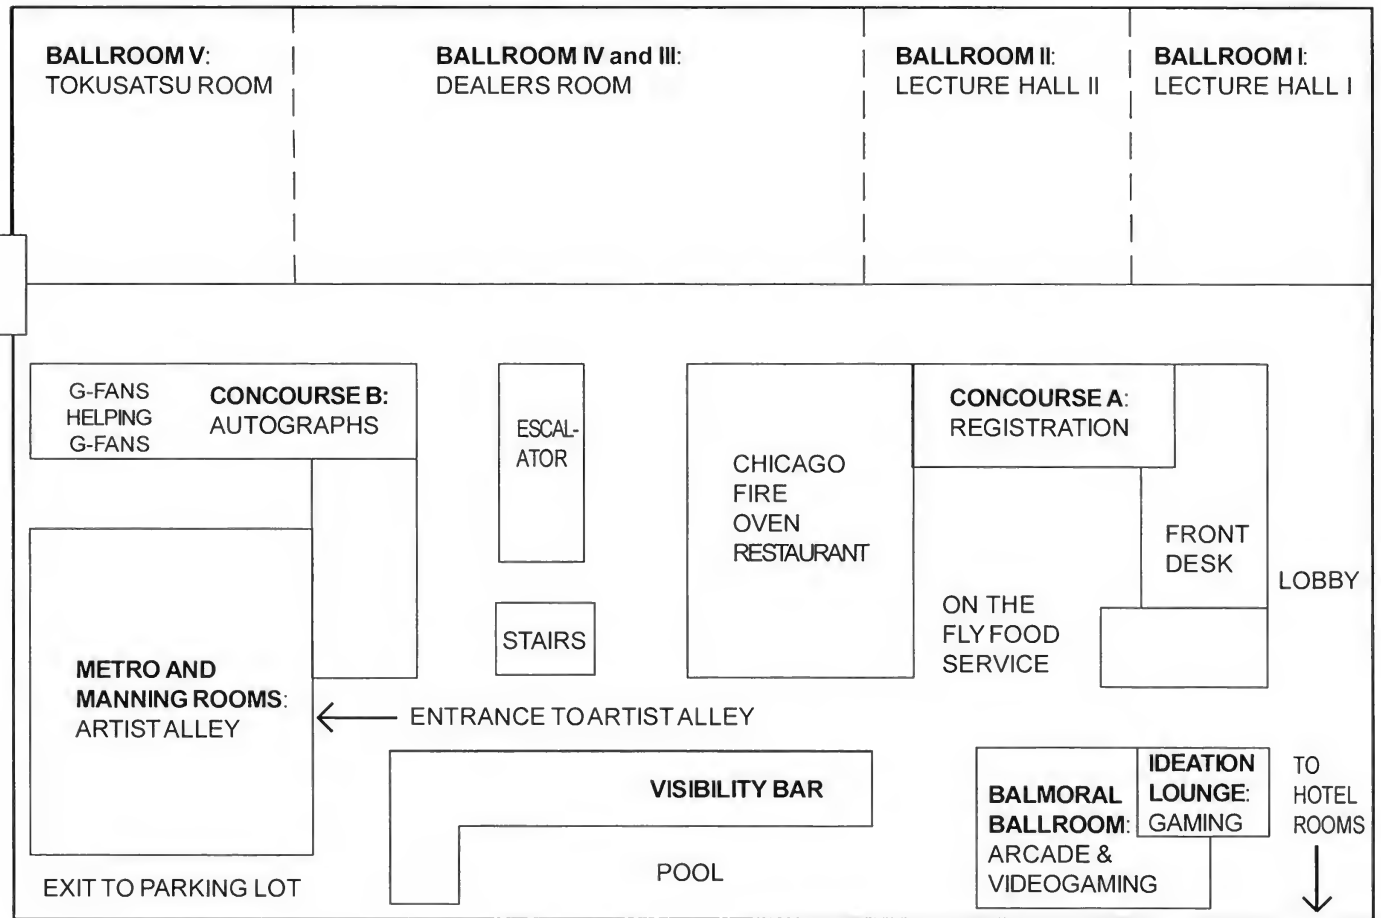 BALLROOM V:
TOKUSATSU ROOM
BALLROOM IV and III:
DEALERS ROOM
BALLROOM II:
LECTURE HALL II
BALLROOM I:
LECTURE HALL I
G-FANS
HELPING
G-FANS
CONCOURSE B:
AUTOGRAPHS
ESCAL-
ATOR
CHICAGO
FIRE
OVEN
RESTAURANT
CONCOURSE A:
REGISTRATION
FRONT
DESK
LOBBY
ON THE
FLY FOOD
SERVICE
STAIRS
METRO AND
MANNING ROOMS:
ARTIST ALLEY
ENTRANCE TO ARTIST ALLEY
VISIBILITY BAR
POOL
BALMORAL
BALLROOM:
ARCADE &
VIDEOGAMING
IDEATION
LOUNGE:
GAMING
TO
HOTEL
ROOMS
EXIT TO PARKING LOT